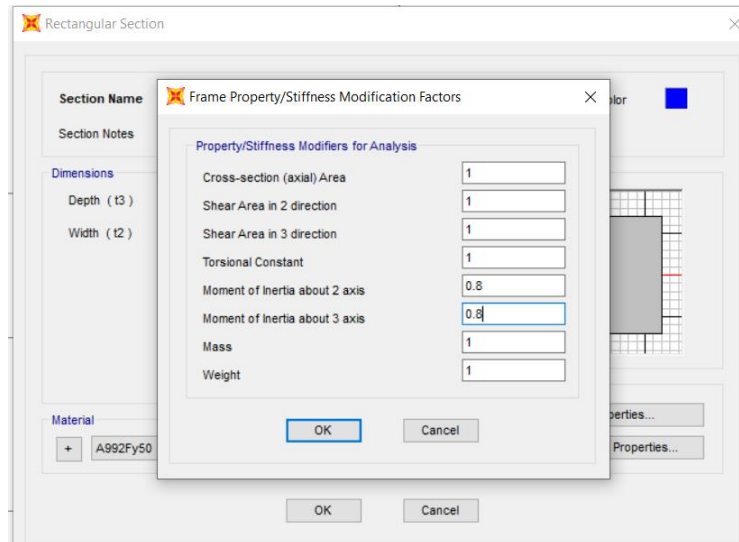 Rectangular Section
Section Name
Section Notes
Dimensions
Depth ( t3 )
Width ( t2 )
Material
+
A992Fy50
Frame Property/Stiffness Modification Factors
Property/Stiffness Modifiers for Analysis
Cross-section (axial) Area 1
Shear Area in 2 direction 1
Shear Area in 3 direction 1
Torsional Constant 1
Moment of Inertia about 2 axis 0.8
Moment of Inertia about 3 axis 0.8
Mass 1
Weight 1
OK Cancel
Properties...
OK Cancel